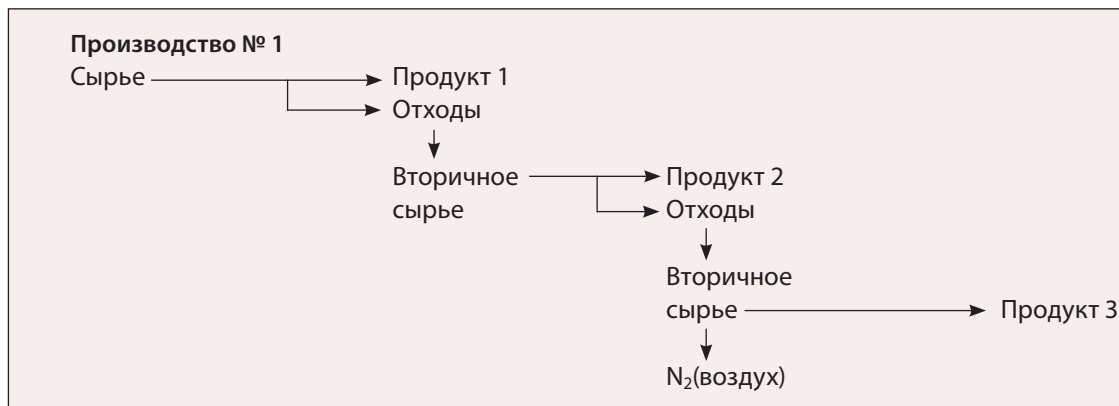 Производство № 1
Сырье
Продукт 1
Отходы
Вторичное
сырье
Продукт 2
Отходы
Вторичное
сырье
Продукт 3
N₂(воздух)